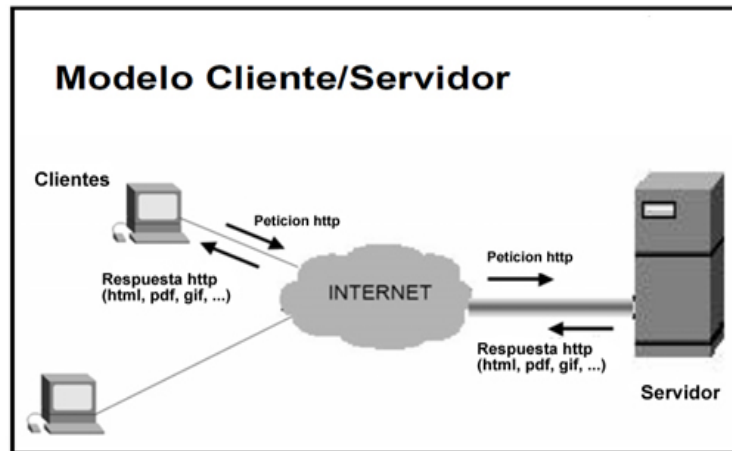 Modelo Cliente/Servidor
Clientes
Peticion http
Respuesta http
(html, pdf, gif, ...)
INTERNET
Peticion http
Respuesta http
(html, pdf, gif, ...)
Servidor